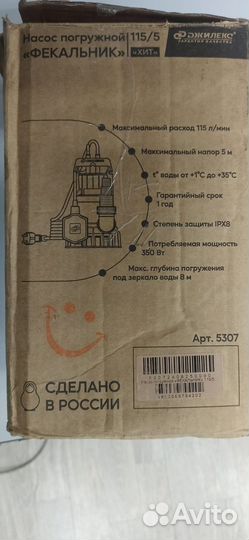 Насос погружной 115/5
«ФЕКАЛЬНИК» «ХИТ»
ДЖИЛЕКС
ГАРАНТИЯ КАЧЕСТВА
Максимальный расход 115 л/мин
Максимальный напор 5 м
t° воды от +1°С до +35°С
Гарантийный срок
1 год
Степень защиты IPX8
Потребляемая мощность
350 Вт
Макс. глубина погружения
под зеркало воды 8 м
Арт. 5307
СДЕЛАНО
В РОССИИ
Avito